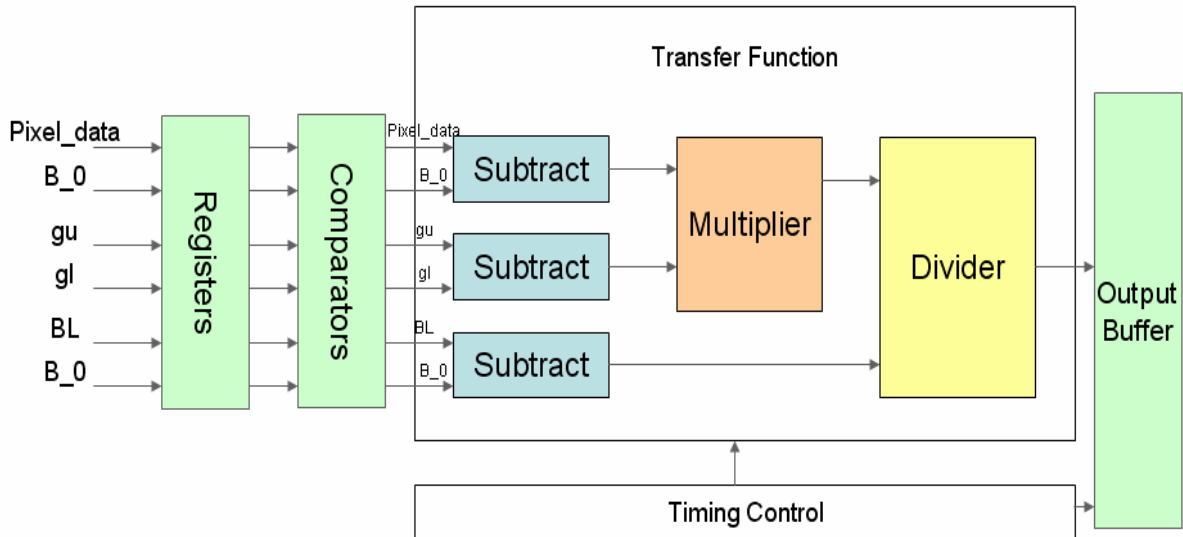 Transfer Function
Pixel_data
B_0
gu
gl
BL
B_0
Registers
Comparators
Pixel_data
B_0
gu
gl
BL
B_0
Subtract
Subtract
Subtract
Multiplier
Divider
Output
Buffer
Timing Control